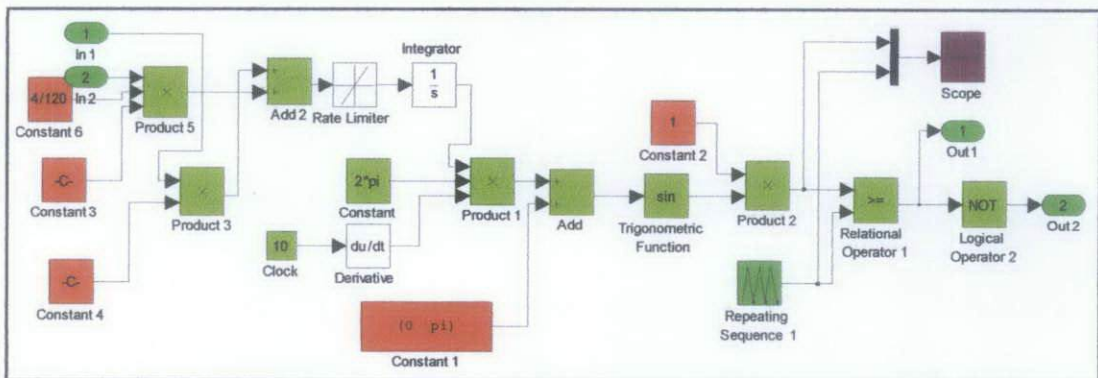 1
In 1
2
In 2
4/120
Constant 6
×
Product 5
-C-
Constant 3
×
Product 3
-C-
Constant 4
+
+
Add 2
Rate Limiter
Integrator
1
s
2*pi
Constant
10
Clock
du/dt
Derivative
×
Product 1
(0 pi)
Constant 1
+
+
Add
sin
Trigonometric
Function
1
Constant 2
×
Product 2
Repeating
Sequence 1
>=
Relational
Operator 1
Scope
1
Out1
NOT
Logical
Operator 2
2
Out2